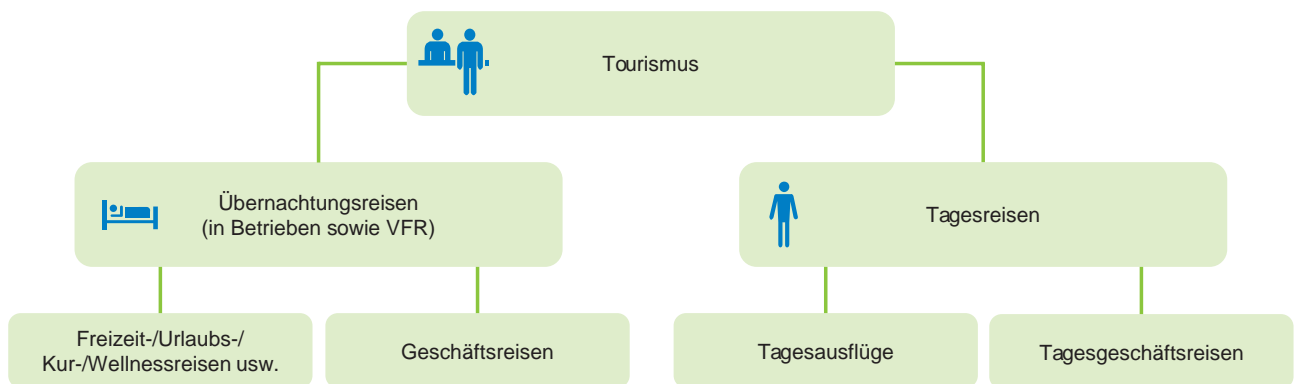 Tourismus
Übernachtungsreisen
(in Betrieben sowie VFR)
Tagesreisen
Freizeit-/Urlaubs-/
Kur-/Wellnessreisen usw.
Geschäftsreisen
Tagesausflüge
Tagesgeschäftsreisen